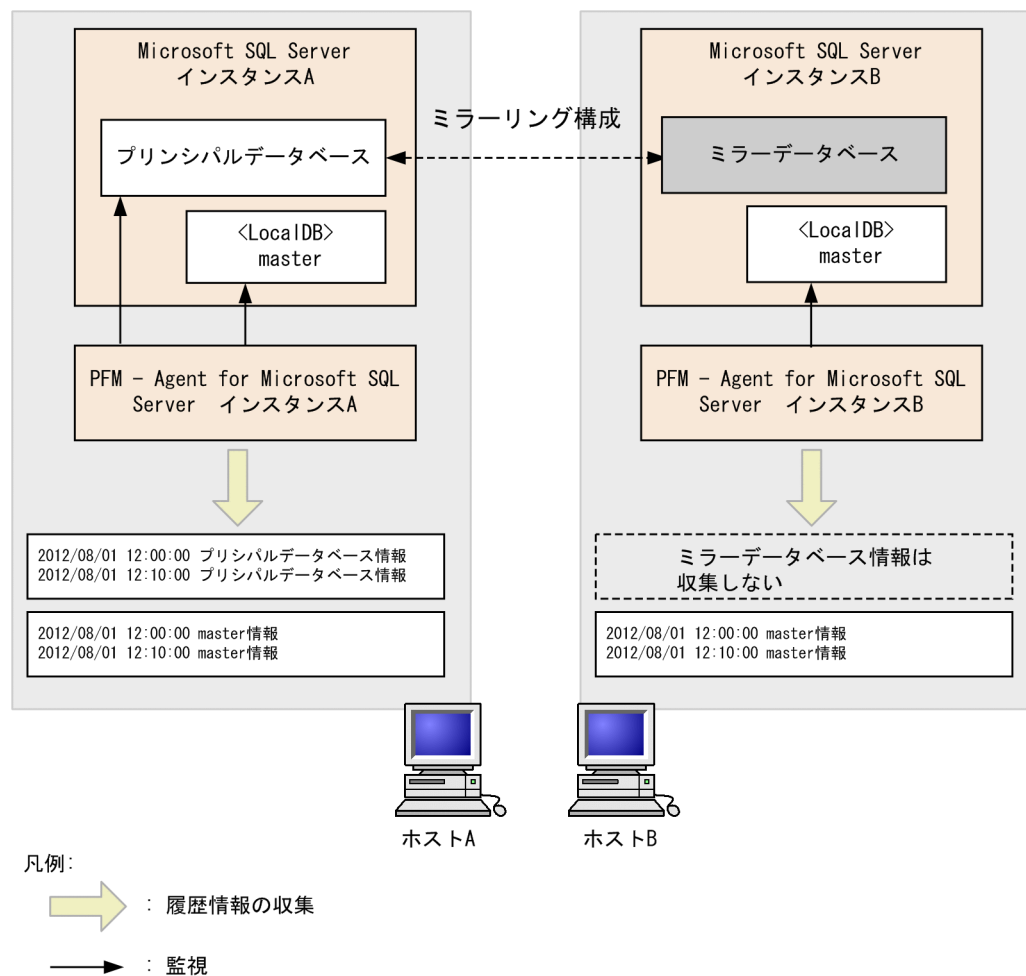 Microsoft SQL Server
インスタンスA
プリンシパルデータベース
<LocalDB>
master
PFM - Agent for Microsoft SQL
Server インスタンスA
2012/08/01 12:00:00 プリシパルデータベース情報
2012/08/01 12:10:00 プリシパルデータベース情報
2012/08/01 12:00:00 master情報
2012/08/01 12:10:00 master情報
ホストA
ミラーリング構成
Microsoft SQL Server
インスタンスB
ミラーデータベース
<LocalDB>
master
PFM - Agent for Microsoft SQL
Server インスタンスB
ミラーデータベース情報は
収集しない
2012/08/01 12:00:00 master情報
2012/08/01 12:10:00 master情報
ホストB
凡例:
: 履歴情報の収集
: 監視